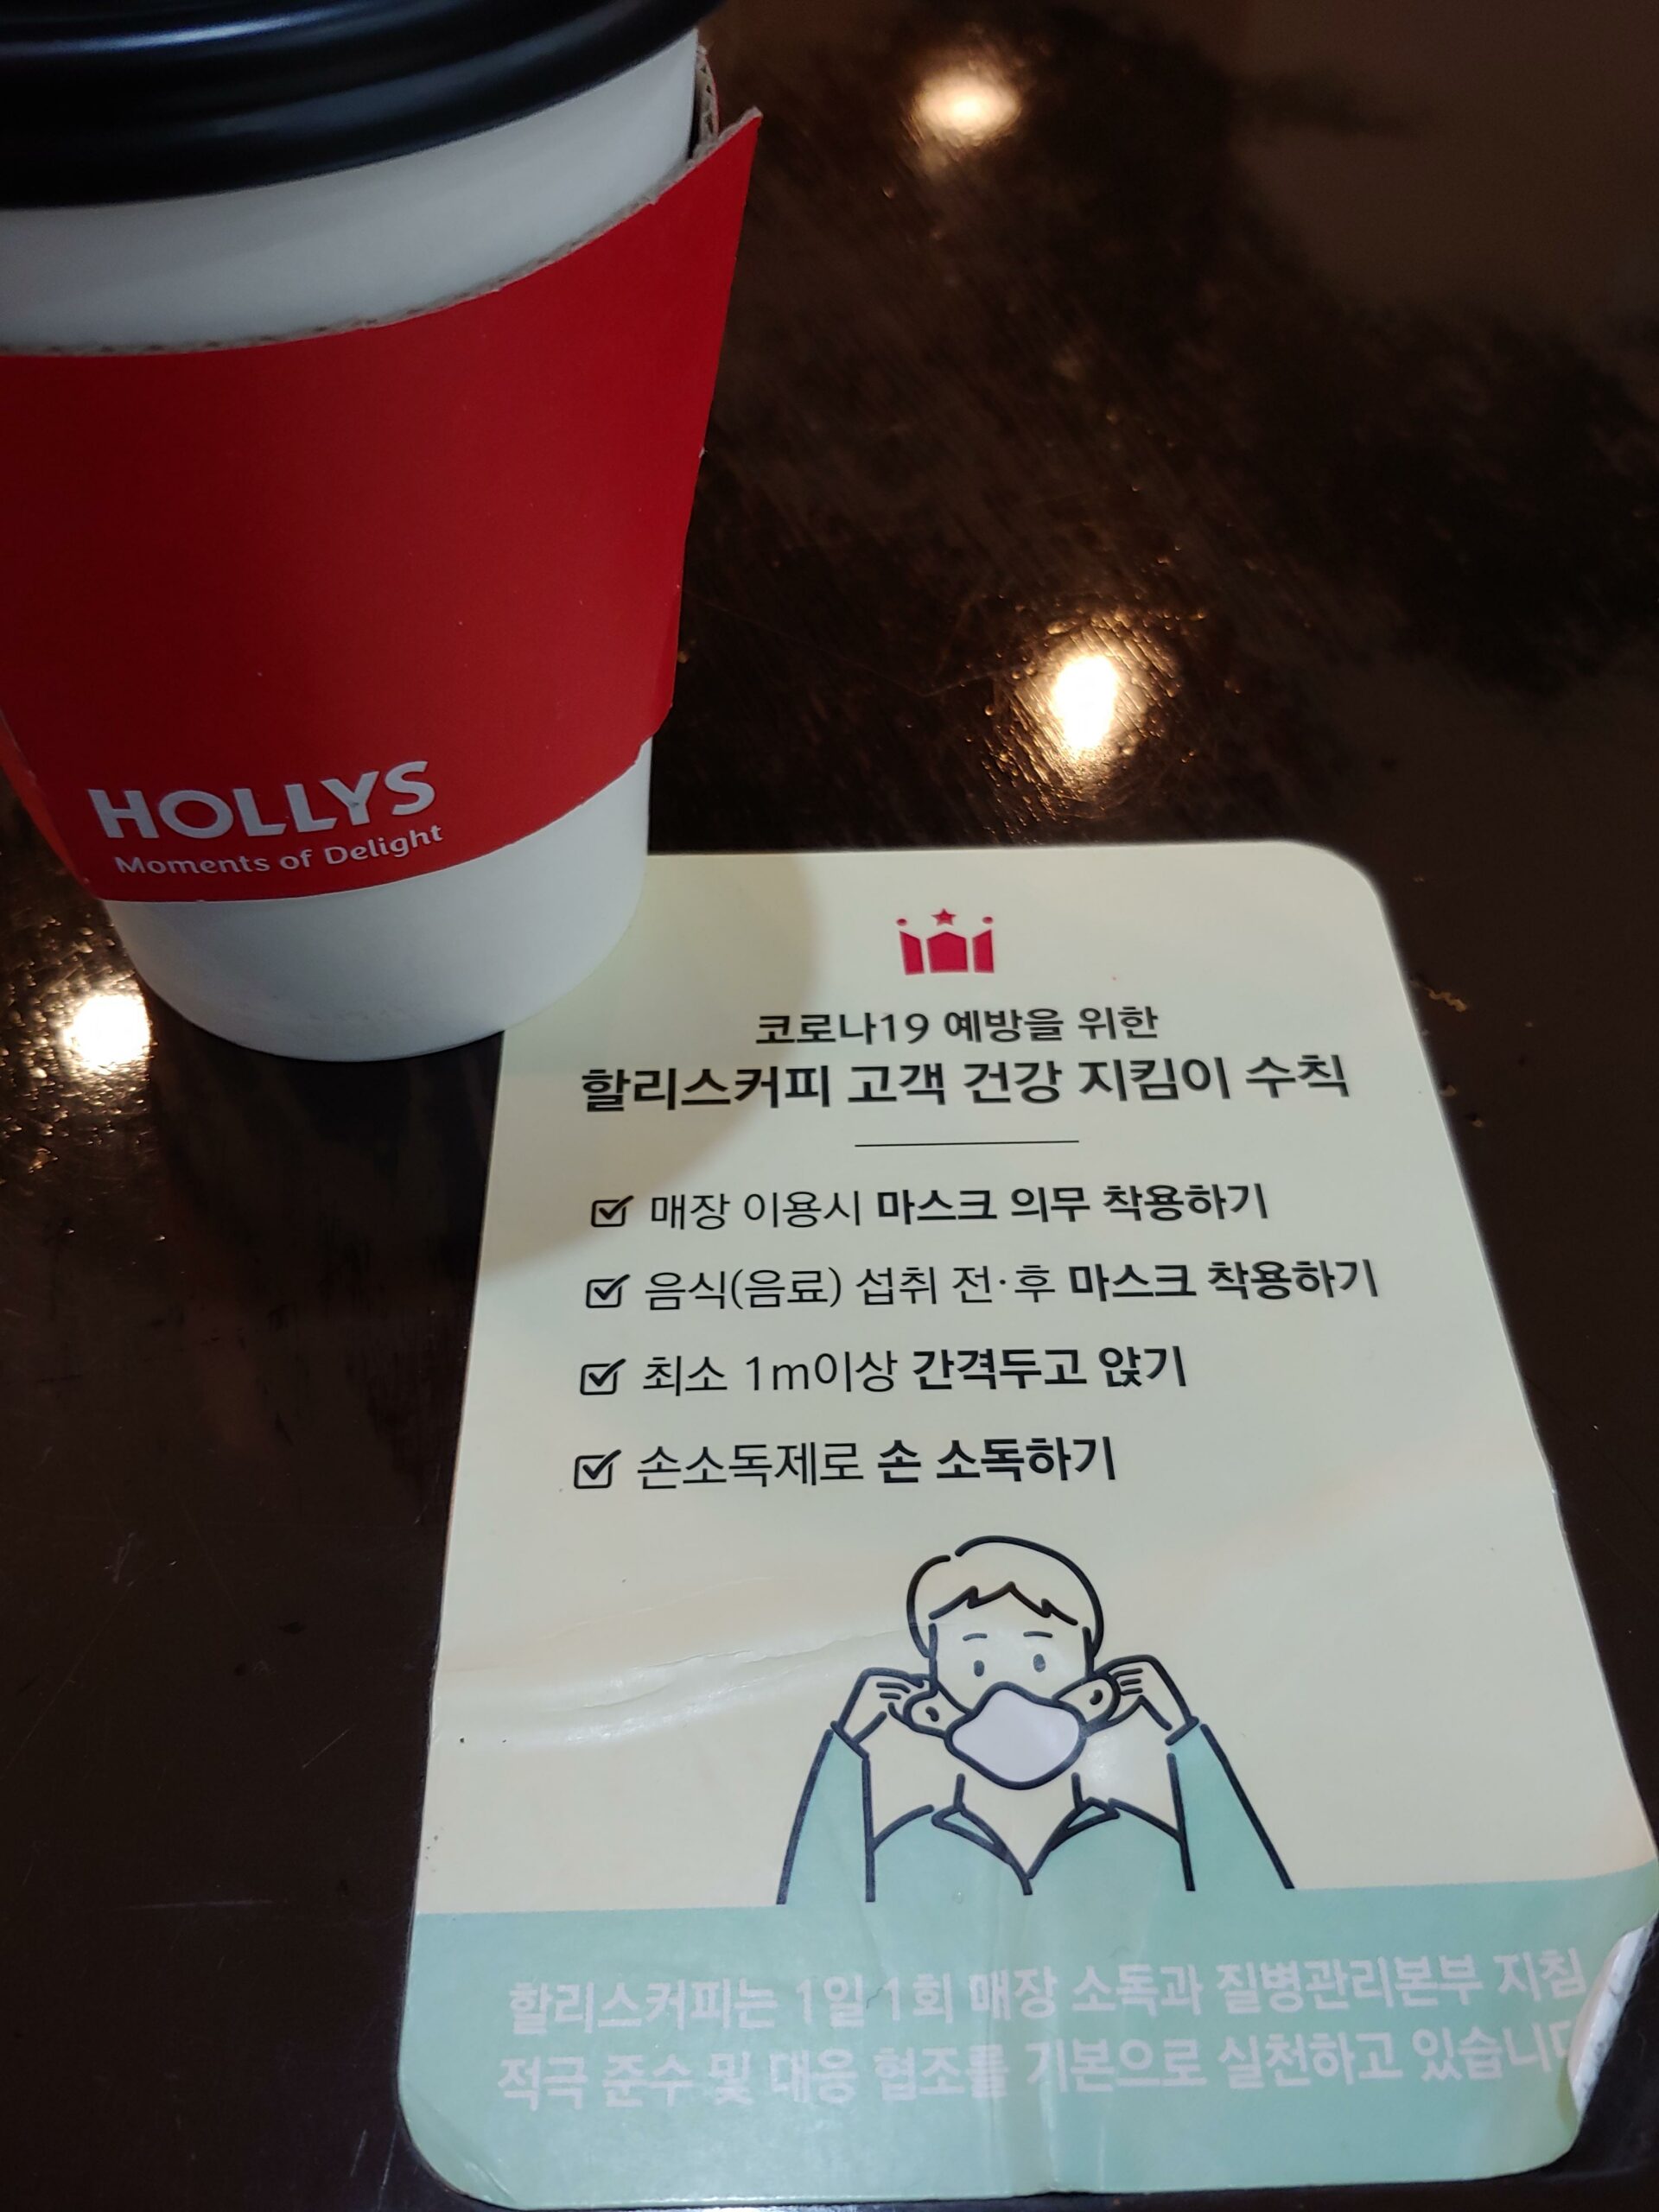 HOLLYS
Moments of Delight
코로나19 예방을 위한
할리스커피 고객 건강 지킴이 수칙
매장 이용시 마스크 의무 착용하기
음식(음료) 섭취 전·후 마스크 착용하기
최소 1m이상 간격두고 앉기
손소독제로 손 소독하기
할리스커피는 1일 1회 매장 소독과 질병관리본부 지침
적극 준수 및 대응 협조를 기본으로 실천하고 있습니다